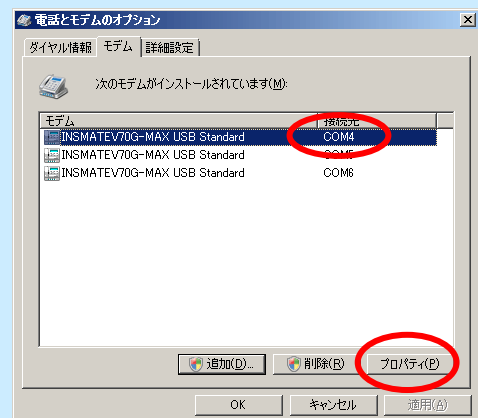 電話とモデムのオプション
ダイヤル情報 モデム 詳細設定
次のモデムがインストールされています(M):
モデム 接続先
INSMATEV70G-MAX USB Standard COM4
INSMATEV70G-MAX USB Standard COM5
INSMATEV70G-MAX USB Standard COM6
追加(D)... 削除(R) プロパティ(P)
OK キャンセル 適用(A)